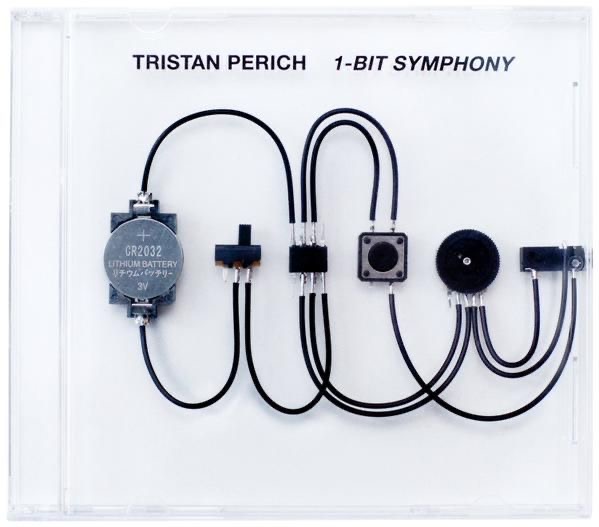 TRISTAN PERICH 1-BIT SYMPHONY
+
CR2032
LITHIUM BATTERY
リチウムバッテリー
3V